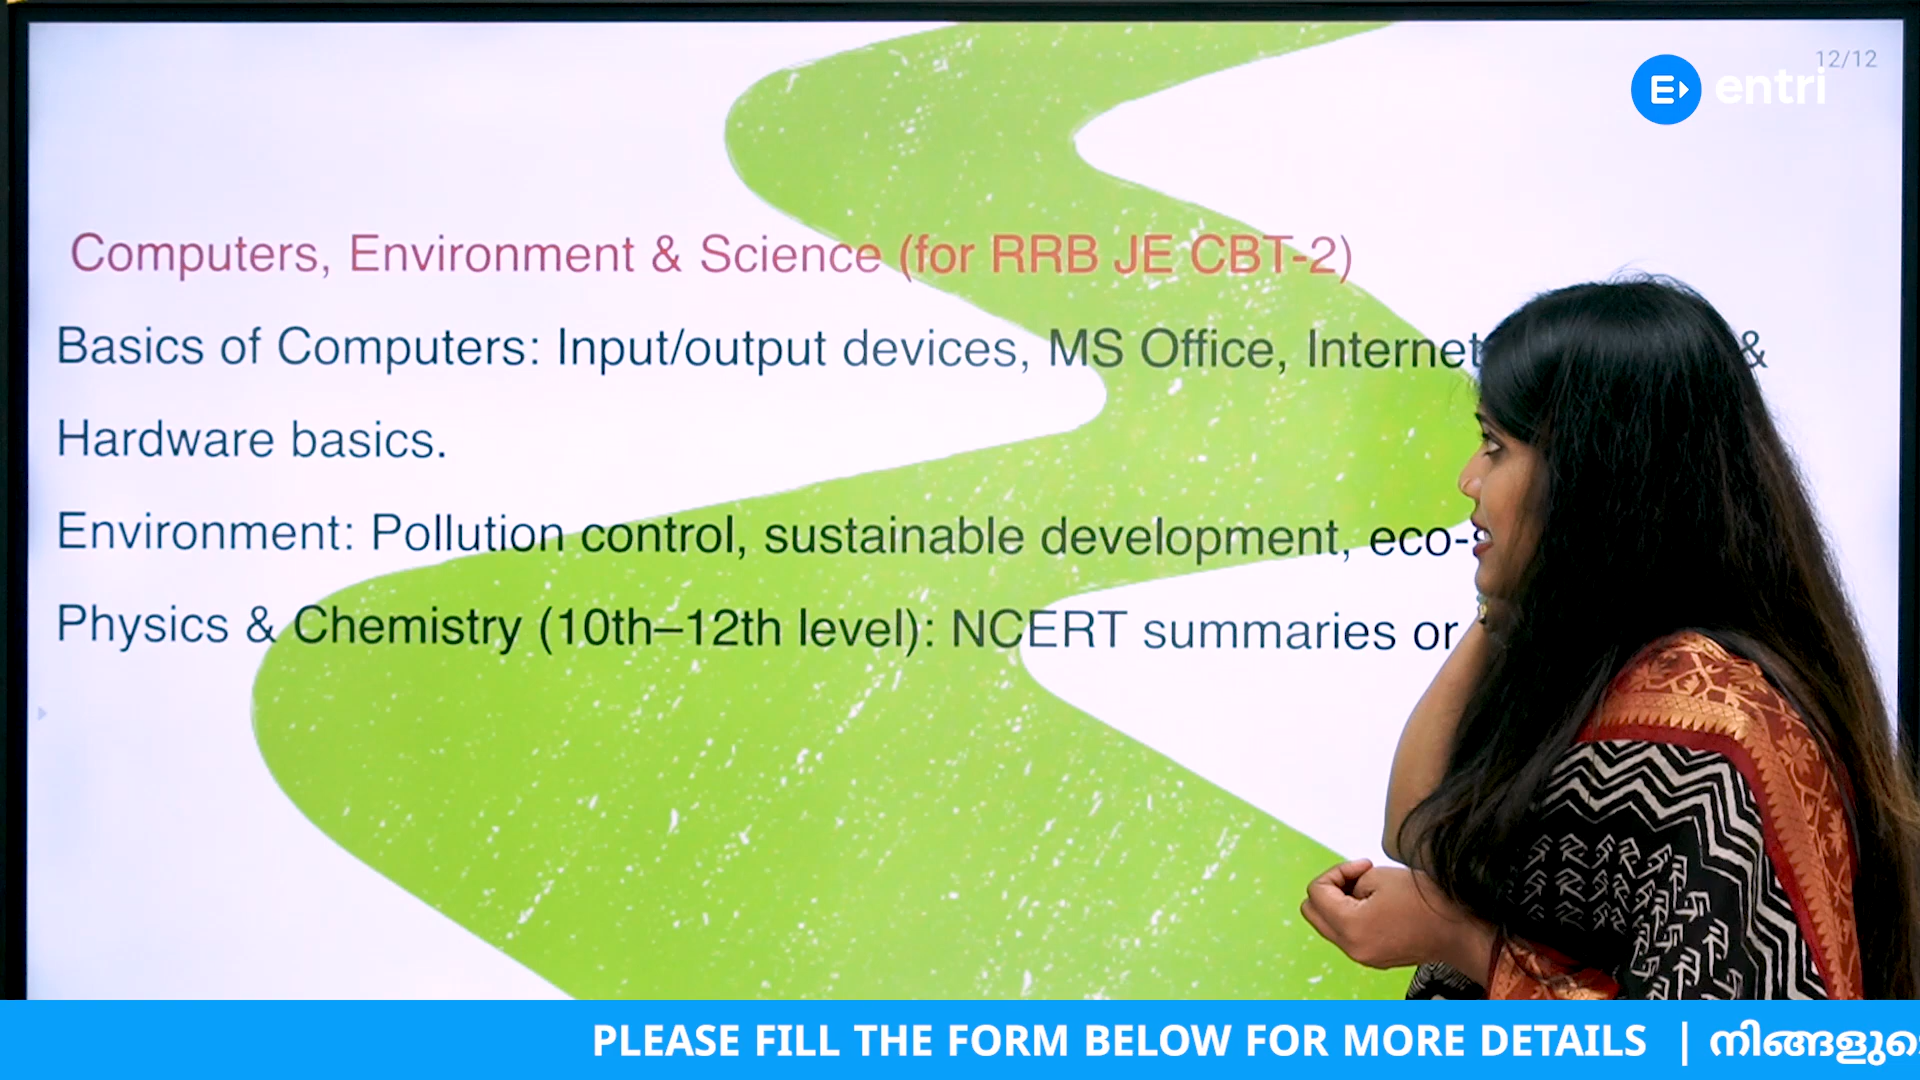 12/12
entri
Computers, Environment & Science (for RRB JE CBT-2)
Basics of Computers: Input/output devices, MS Office, Internet &
Hardware basics.
Environment: Pollution control, sustainable development,
Physics & Chemistry (10th–12th level): NCERT summaries or
PLEASE FILL THE FORM BELOW FOR MORE DETAILS |